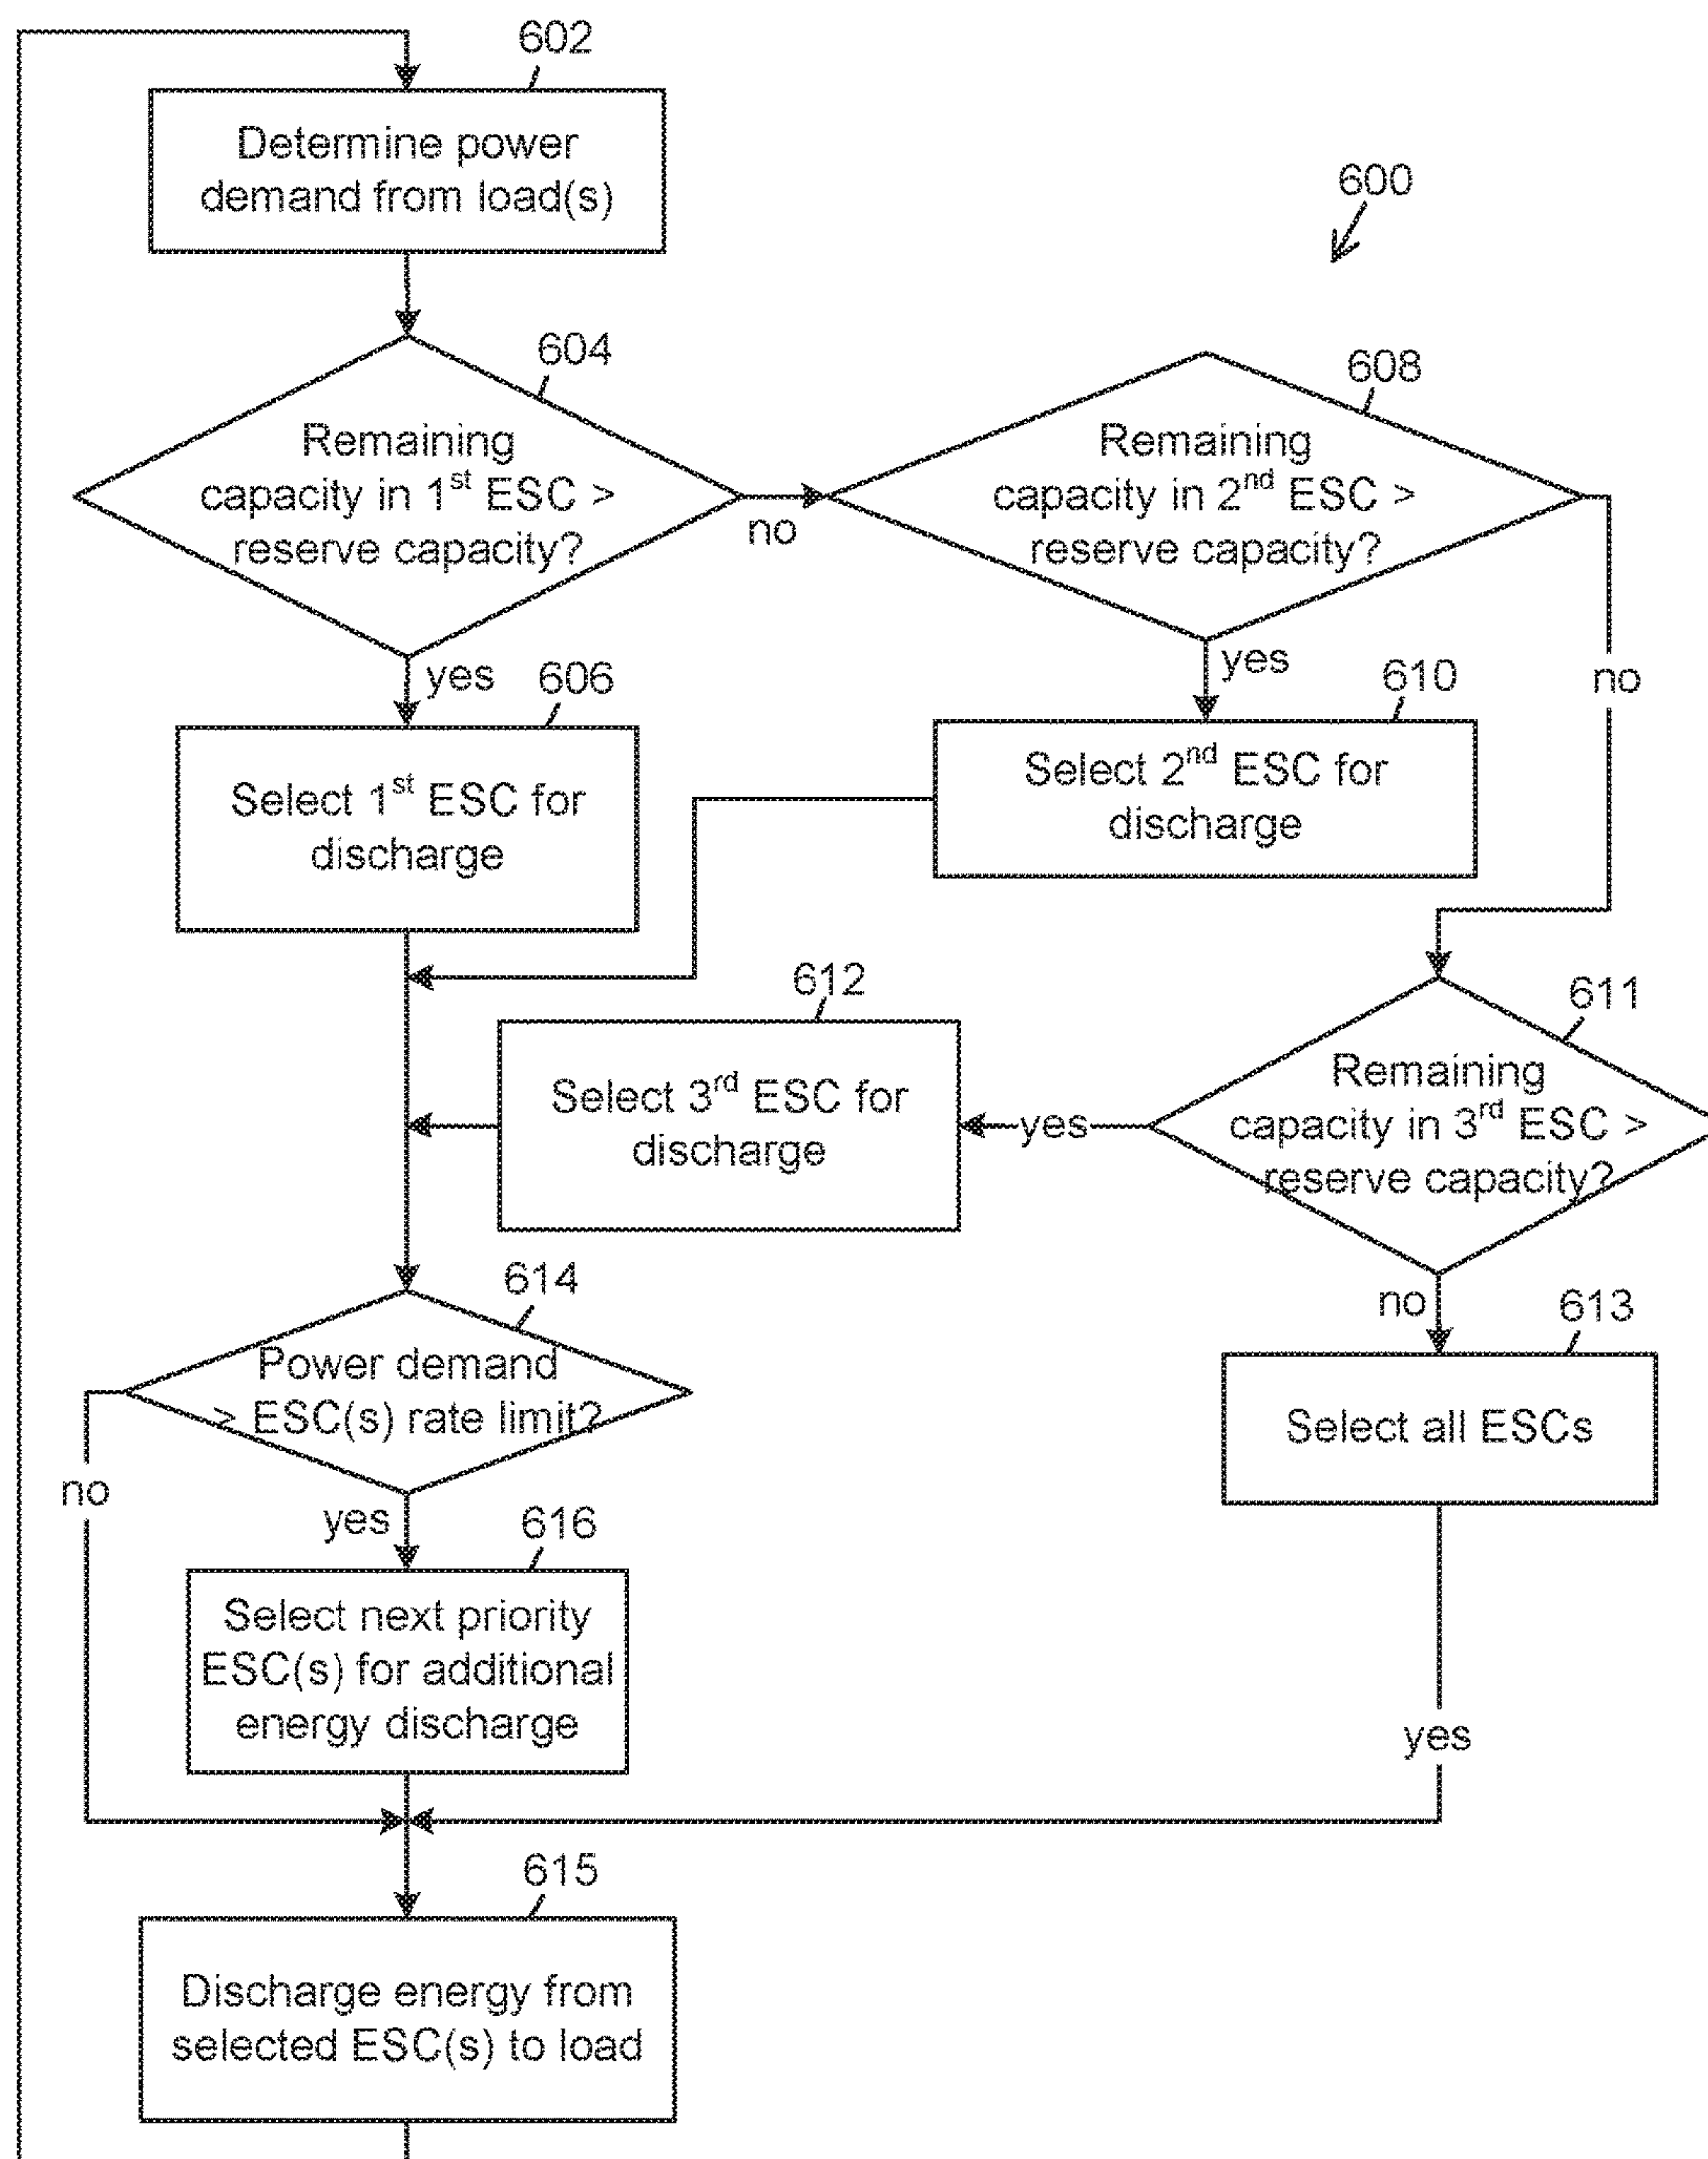 602
Determine power
demand from load(s)
600
604
Remaining
capacity in 1st ESC >
reserve capacity?
no
608
Remaining
capacity in 2nd ESC >
reserve capacity?
yes
606
Select 1st ESC for
discharge
yes
610
Select 2nd ESC for
discharge
no
612
Select 3rd ESC for
discharge
yes
611
Remaining
capacity in 3rd ESC >
reserve capacity?
no
613
Select all ESCs
614
Power demand
> ESC(s) rate limit?
no
yes
616
Select next priority
ESC(s) for additional
energy discharge
yes
615
Discharge energy from
selected ESC(s) to load